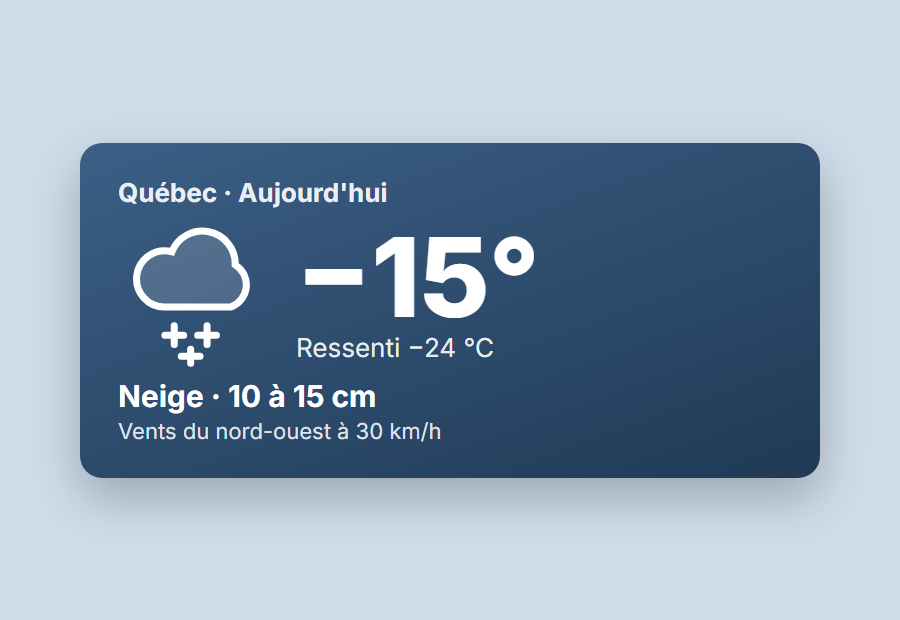 Québec · Aujourd'hui
−15°
Ressenti −24 °C
Neige · 10 à 15 cm
Vents du nord-ouest à 30 km/h